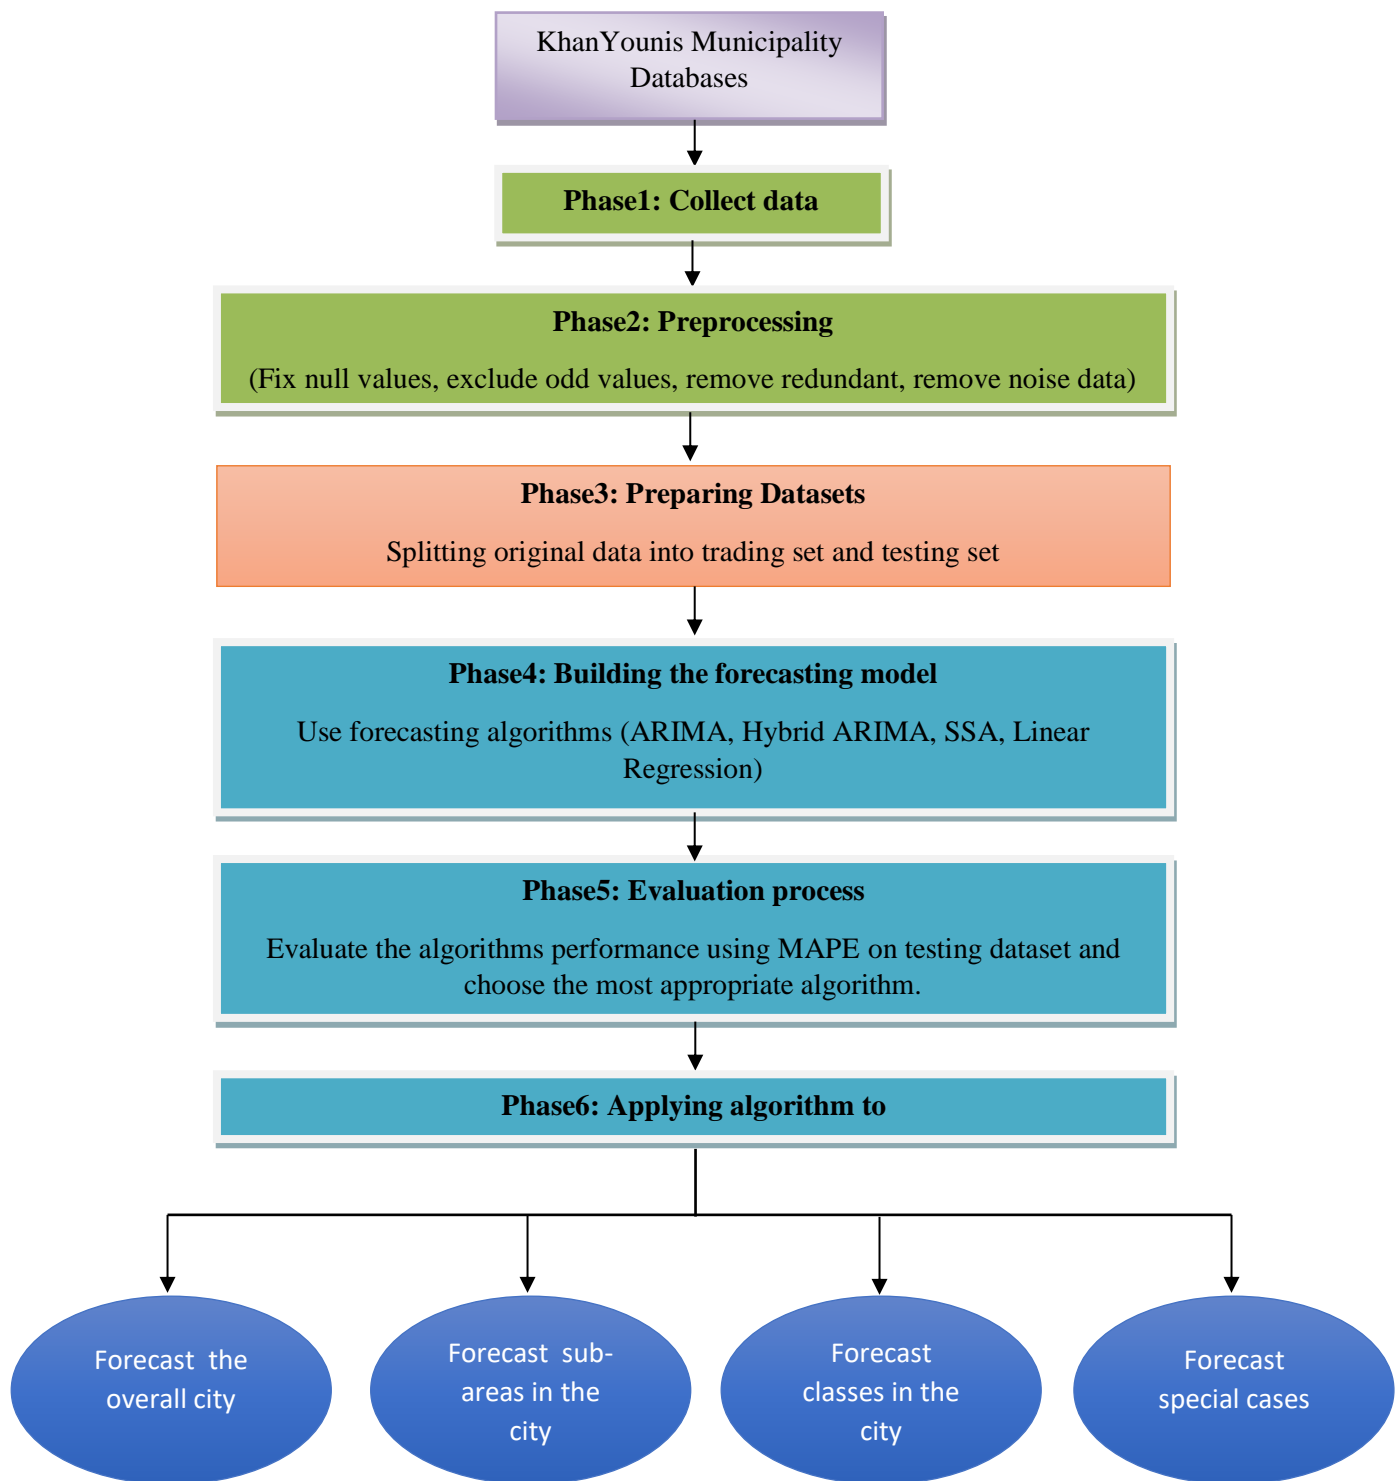 KhanYounis Municipality
Databases
Phase1: Collect data
Phase2: Preprocessing
(Fix null values, exclude odd values, remove redundant, remove noise data)
Phase3: Preparing Datasets
Splitting original data into trading set and testing set
Phase4: Building the forecasting model
Use forecasting algorithms (ARIMA, Hybrid ARIMA, SSA, Linear
Regression)
Phase5: Evaluation process
Evaluate the algorithms performance using MAPE on testing dataset and
choose the most appropriate algorithm.
Phase6: Applying algorithm to
Forecast the
overall city
Forecast sub-
areas in the
city
Forecast
classes in the
city
Forecast
special cases